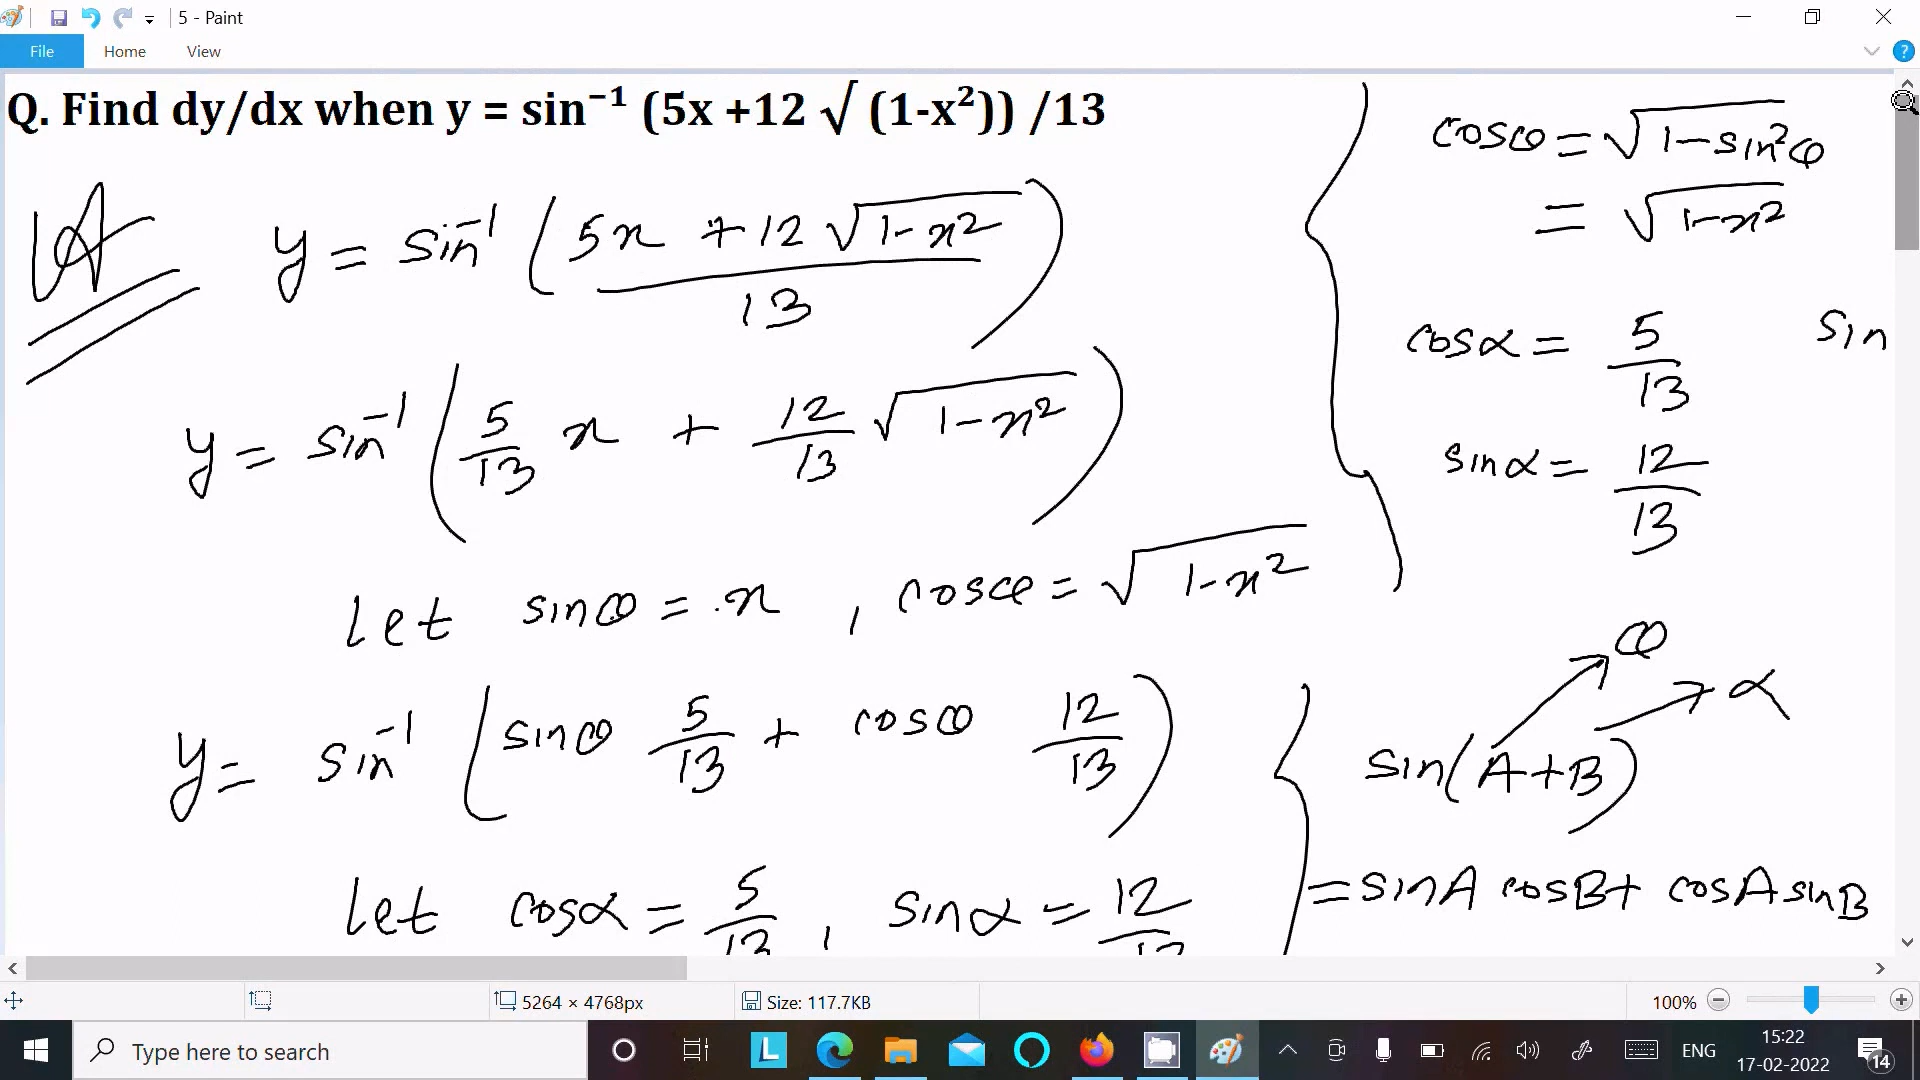 5 - Paint
File Home View
Q. Find dy/dx when y = sin⁻¹ (5x +12 √ (1-x²)) /13
A
y = sin⁻¹ ( (5x + 12 √(1-x²)) / 13 )
y = sin⁻¹ ( 5/13 x + 12/13 √(1-x²) )
Let sinθ = x , cosθ = √(1-x²)
y = sin⁻¹ [ sinθ 5/13 + cosθ 12/13 ]
Let cosα = 5/13 , sinα = 12/13
cosθ = √(1-sin²θ)
= √(1-x²)
cosα = 5/13 sin
sinα = 12/13
θ
α
sin(A+B)
= sinA cosB + cosA sinB
5264 × 4768px Size: 117.7KB 100%
Type here to search L ENG 15:22 17-02-2022 14